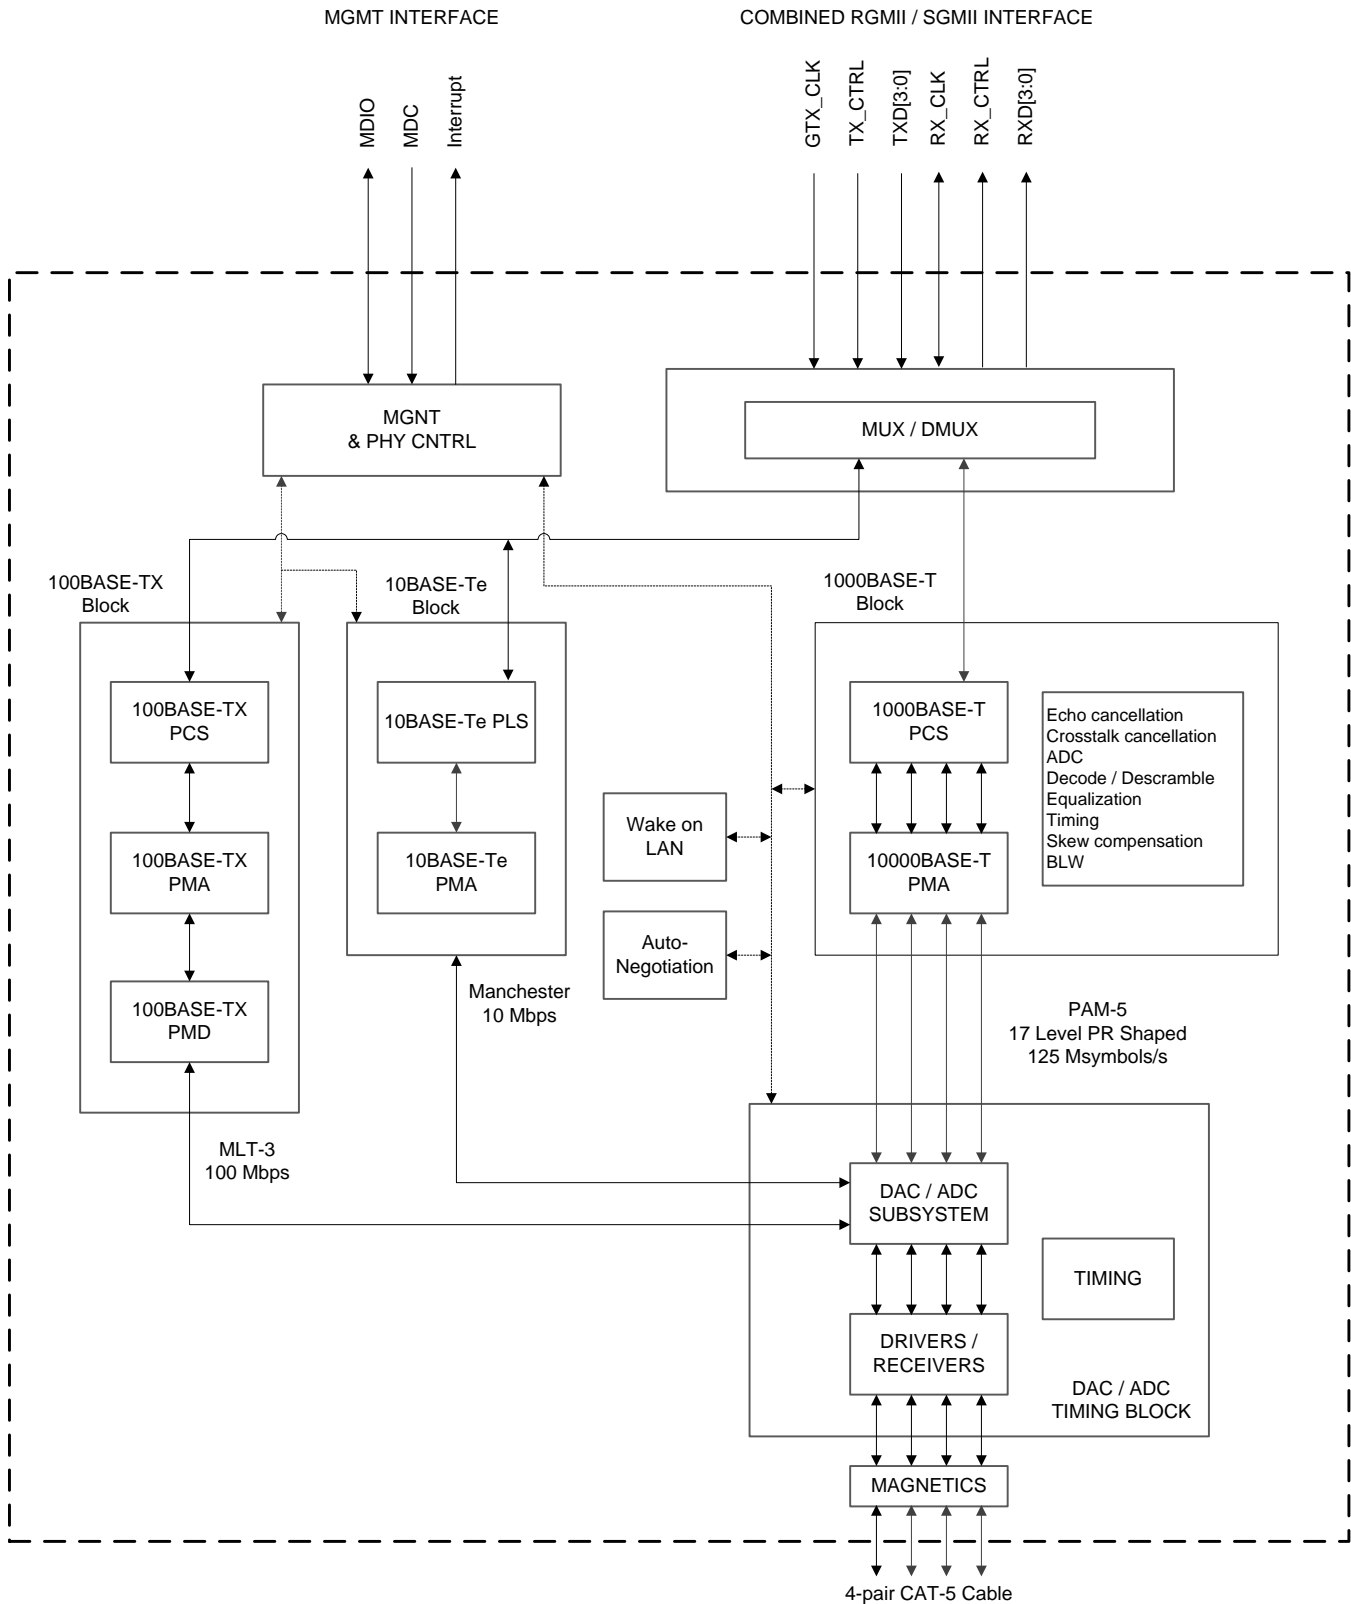 MGMT INTERFACE
COMBINED RGMII / SGMII INTERFACE
MDIO
MDC
Interrupt
GTX_CLK
TX_CTRL
TXD[3:0]
RX_CLK
RX_CTRL
RXD[3:0]
MGNT
& PHY CNTRL
MUX / DMUX
100BASE-TX
Block
10BASE-Te
Block
1000BASE-T
Block
100BASE-TX
PCS
10BASE-Te PLS
1000BASE-T
PCS
Echo cancellation
Crosstalk cancellation
ADC
Decode / Descramble
Equalization
Timing
Skew compensation
BLW
Wake on
LAN
100BASE-TX
PMA
10BASE-Te
PMA
10000BASE-T
PMA
Auto-
Negotiation
100BASE-TX
PMD
Manchester
10 Mbps
PAM-5
17 Level PR Shaped
125 Msymbols/s
MLT-3
100 Mbps
DAC / ADC
SUBSYSTEM
TIMING
DRIVERS /
RECEIVERS
DAC / ADC
TIMING BLOCK
MAGNETICS
4-pair CAT-5 Cable